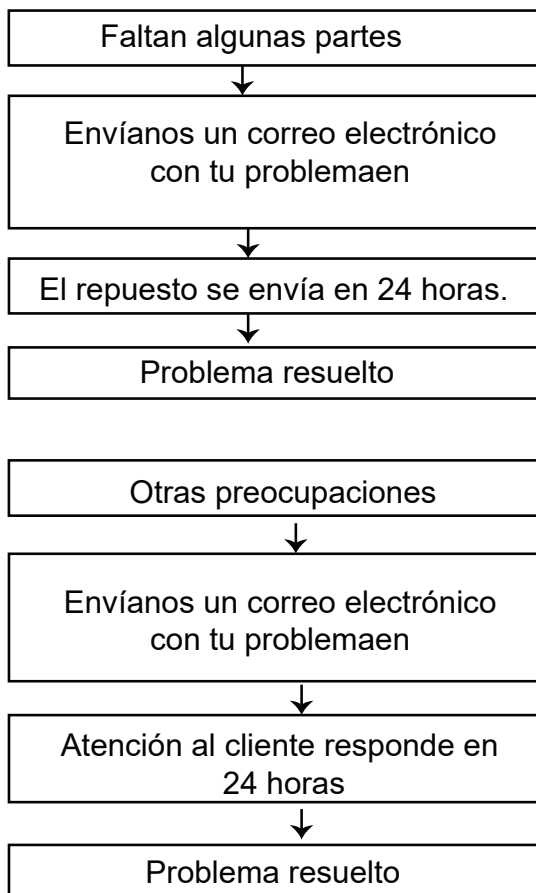 Faltan algunas partes
Envíanos un correo electrónico
con tu problemaen
El repuesto se envía en 24 horas.
Problema resuelto
Otras preocupaciones
Envíanos un correo electrónico
con tu problemaen
Atención al cliente responde en
24 horas
Problema resuelto